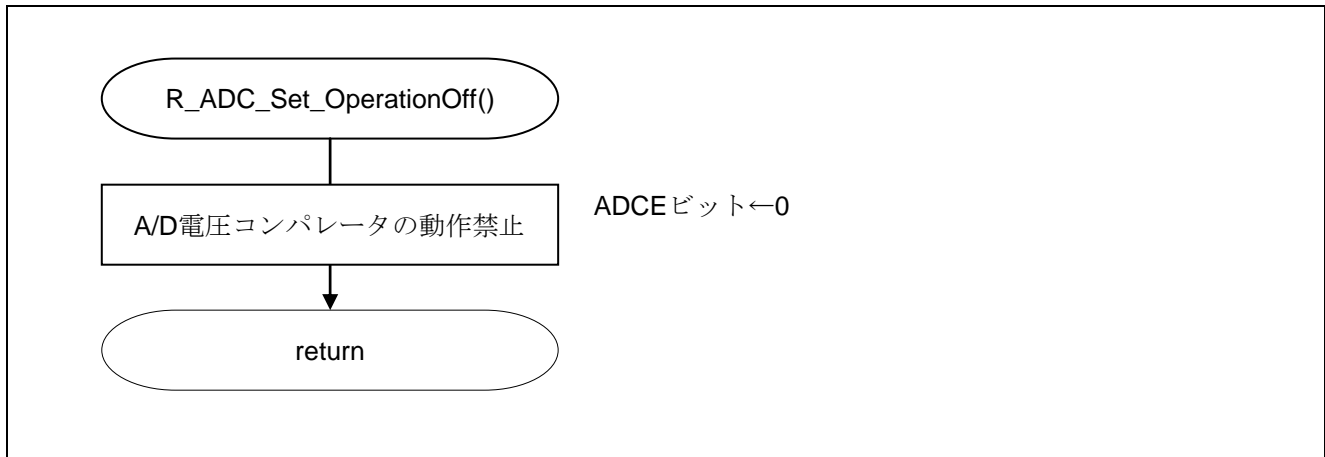 R_ADC_Set_OperationOff()
A/D電圧コンパレータの動作禁止
ADCEビット←0
return